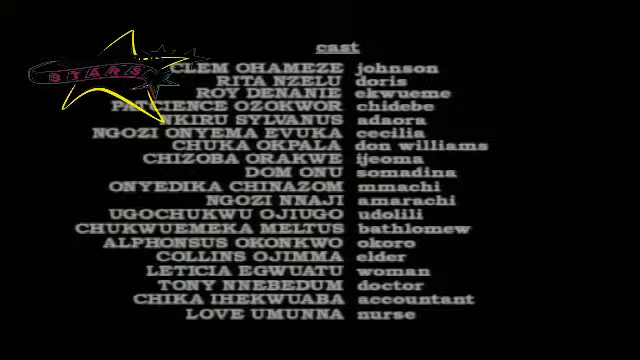 STARS
cast
CLEM OHAMEZE johnson
RITA NZELU doris
ROY DENANIE ekwueme
PATHIENCE OZOKWOR chidebe
NKIRU SYLVANUS adaora
NGOZI ONYEMA EVUKA cecilia
CHUKA OKPALA don williams
CHIZOBA ORAKWE ijeoma
DOM ONU somadina
ONYEDIKA CHINAZOM mmachi
NGOZI NNAJI amarachi
UGOCHUKWU OJIUGO udolili
CHUKWUEMEKA MELTUS bathlomew
ALPHONSUS OKONKWO okoro
COLLINS OJIMMA elder
LETICIA EGWUATU woman
TONY NNEBEDUM doctor
CHIKA IHEKWUABA accountant
LOVE UMUNNA nurse